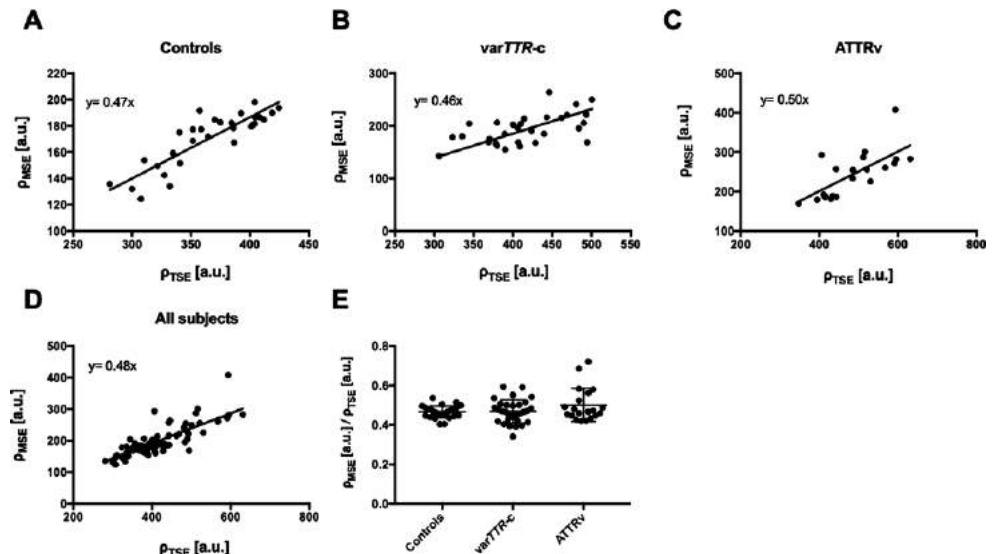 A
Controls
y= 0.47x
ρMSE [a.u.]
220
200
180
160
140
120
100
250
300
350
400
450
ρTSE [a.u.]
B
varTTR-c
y= 0.46x
ρMSE [a.u.]
300
200
100
0
250
300
350
400
450
500
550
ρTSE [a.u.]
C
ATTRv
y= 0.50x
ρMSE [a.u.]
500
400
300
200
100
200
400
600
800
ρTSE [a.u.]
D
All subjects
y= 0.48x
ρMSE [a.u.]
500
400
300
200
100
0
200
400
600
800
ρTSE [a.u.]
E
ρMSE [a.u.] / ρTSE [a.u.]
0.8
0.6
0.4
0.2
0.0
Controls
varTTR-c
ATTRv